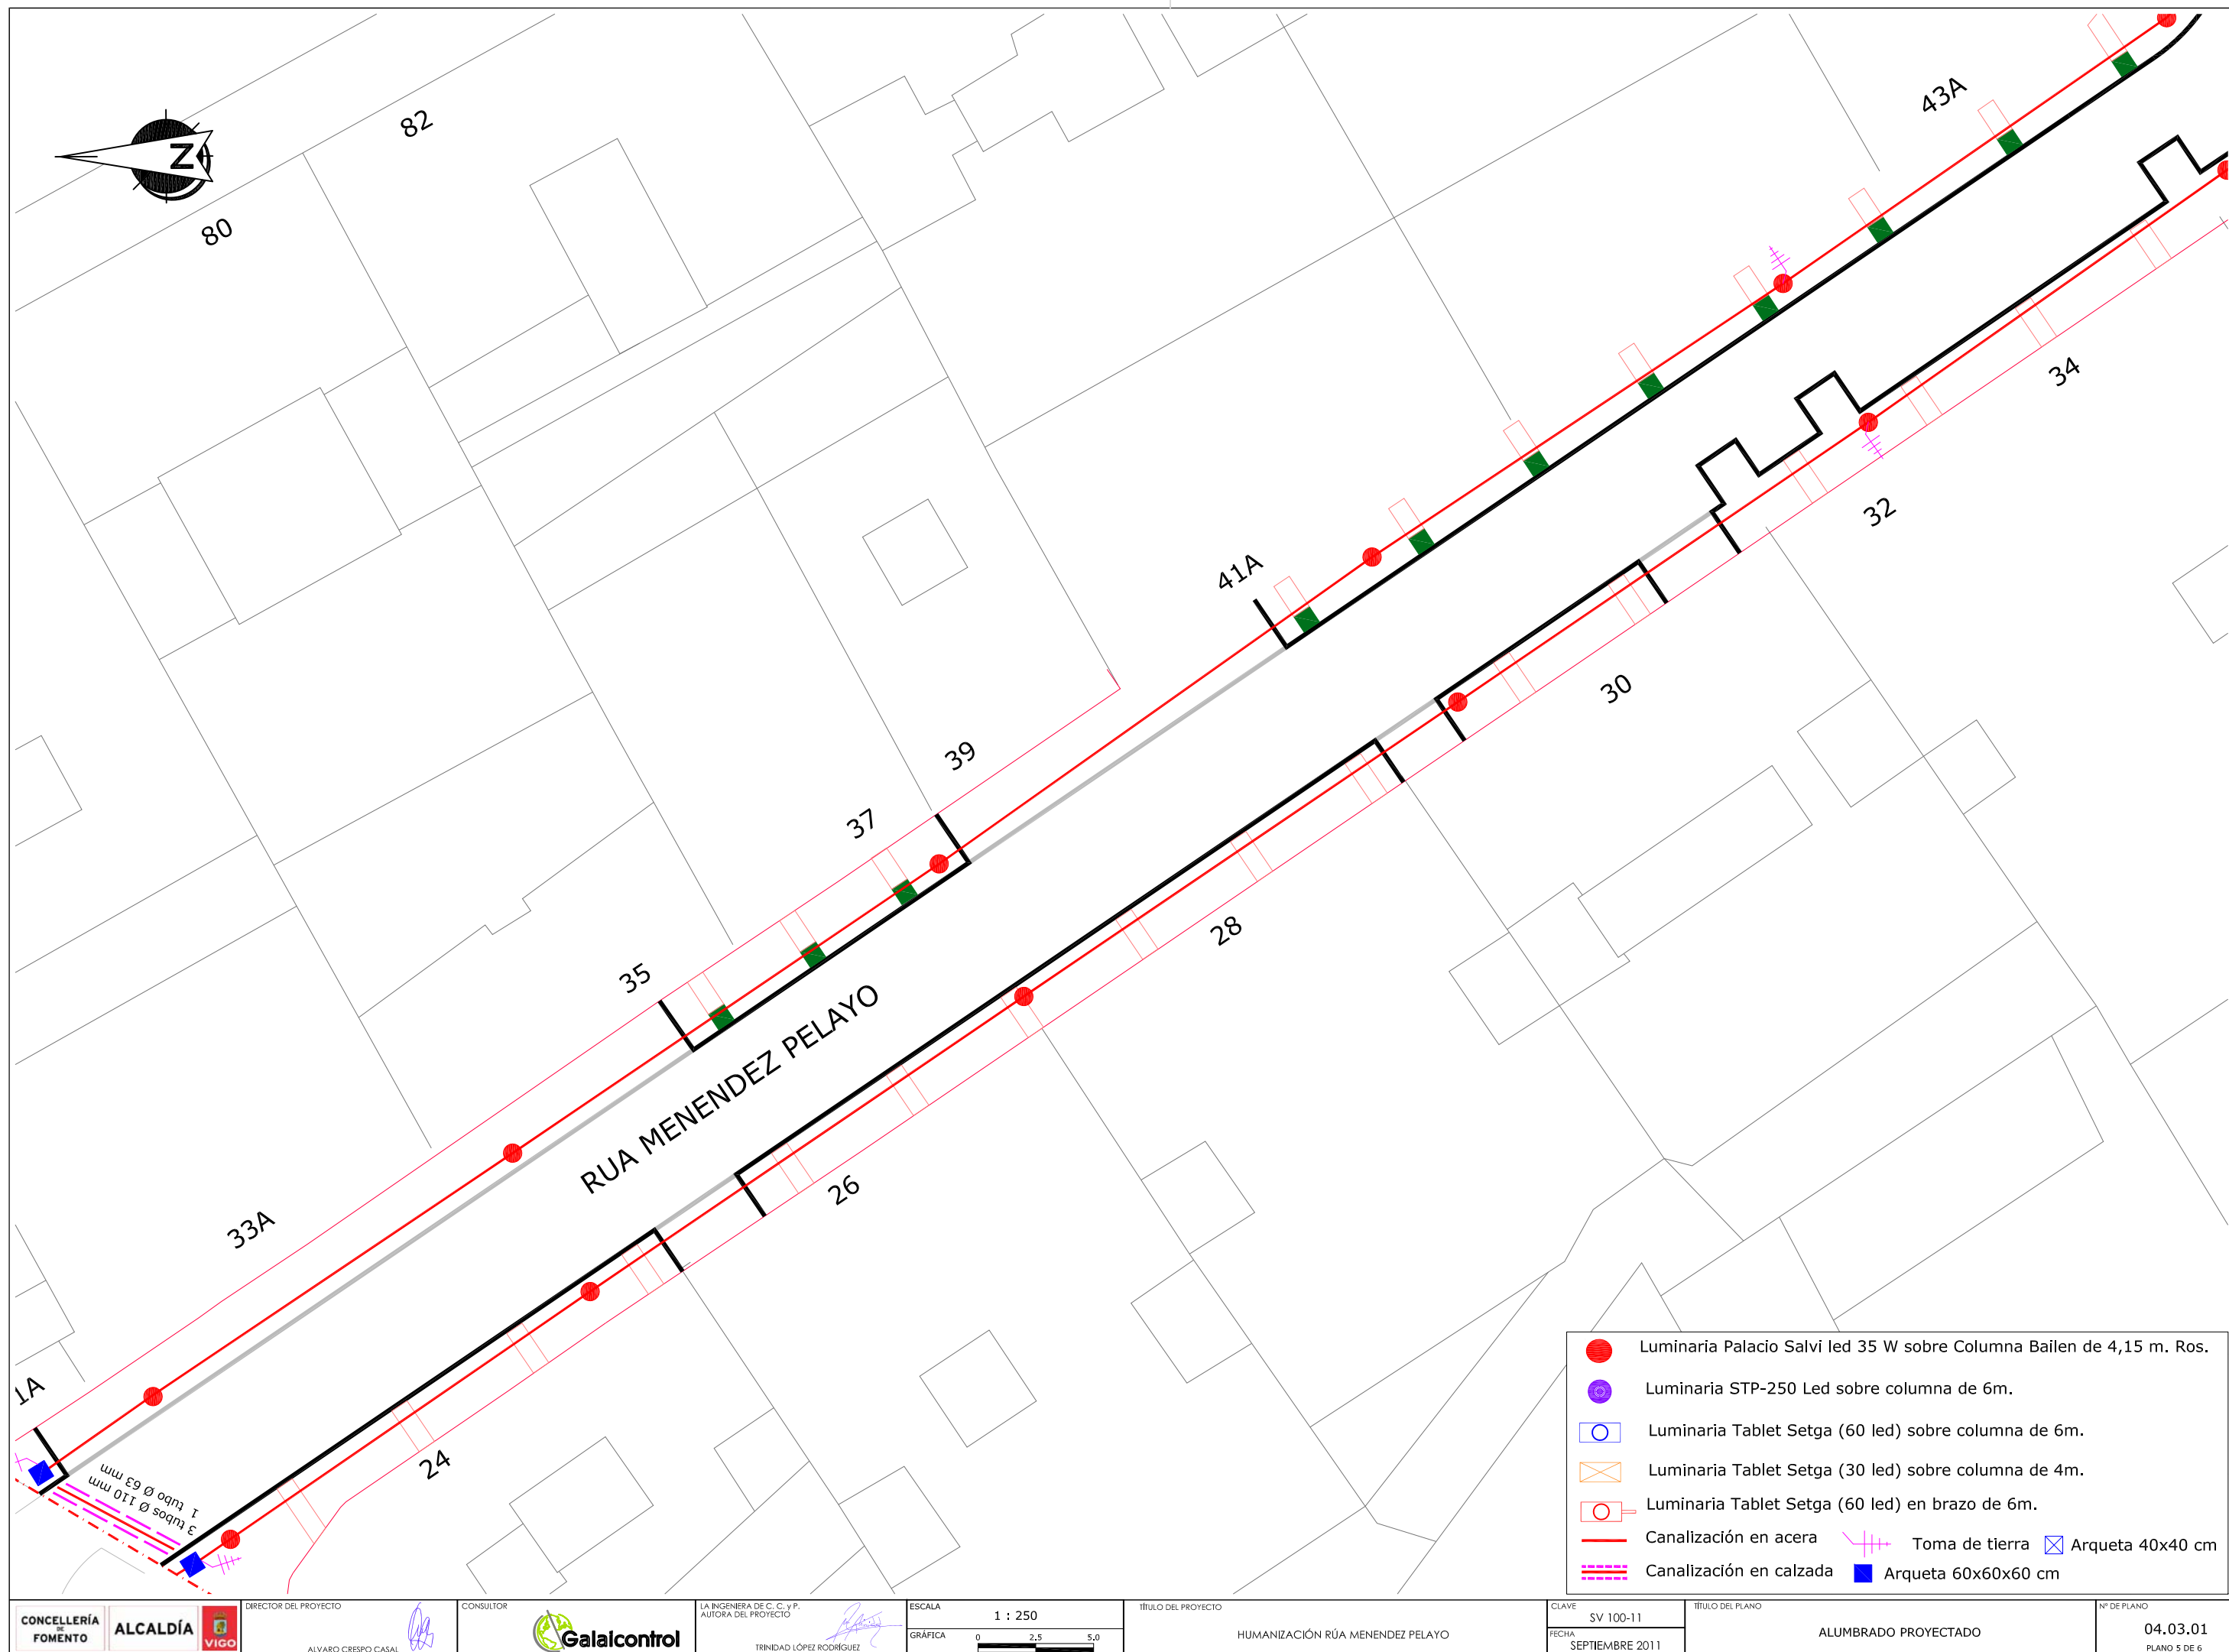 82
43A
N
80
34
32
41A
30
39
37
28
35
RUA MENENDEZ PELAYO
26
33A
1A
24
1 tubo Ø 63 mm
3 tubos Ø 110 mm
Luminaria Palacio Salvi led 35 W sobre Columna Bailen de 4,15 m. Ros.
Luminaria STP-250 Led sobre columna de 6m.
Luminaria Tablet Setga (60 led) sobre columna de 6m.
Luminaria Tablet Setga (30 led) sobre columna de 4m.
Luminaria Tablet Setga (60 led) en brazo de 6m.
Canalización en acera
Toma de tierra
Arqueta 40x40 cm
Canalización en calzada
Arqueta 60x60x60 cm
CONCELLERÍA
DE
FOMENTO
ALCALDÍA
VIGO
DIRECTOR DEL PROYECTO
ALVARO CRESPO CASAL
CONSULTOR
Galaicontrol
LA INGENIERA DE C. C. y P.
AUTORA DEL PROYECTO
TRINIDAD LÓPEZ RODRÍGUEZ
ESCALA
1 : 250
GRÁFICA
0 2.5 5.0
TÍTULO DEL PROYECTO
HUMANIZACIÓN RÚA MENENDEZ PELAYO
CLAVE
SV 100-11
FECHA
SEPTIEMBRE 2011
TÍTULO DEL PLANO
ALUMBRADO PROYECTADO
Nº DE PLANO
04.03.01
PLANO 5 DE 6